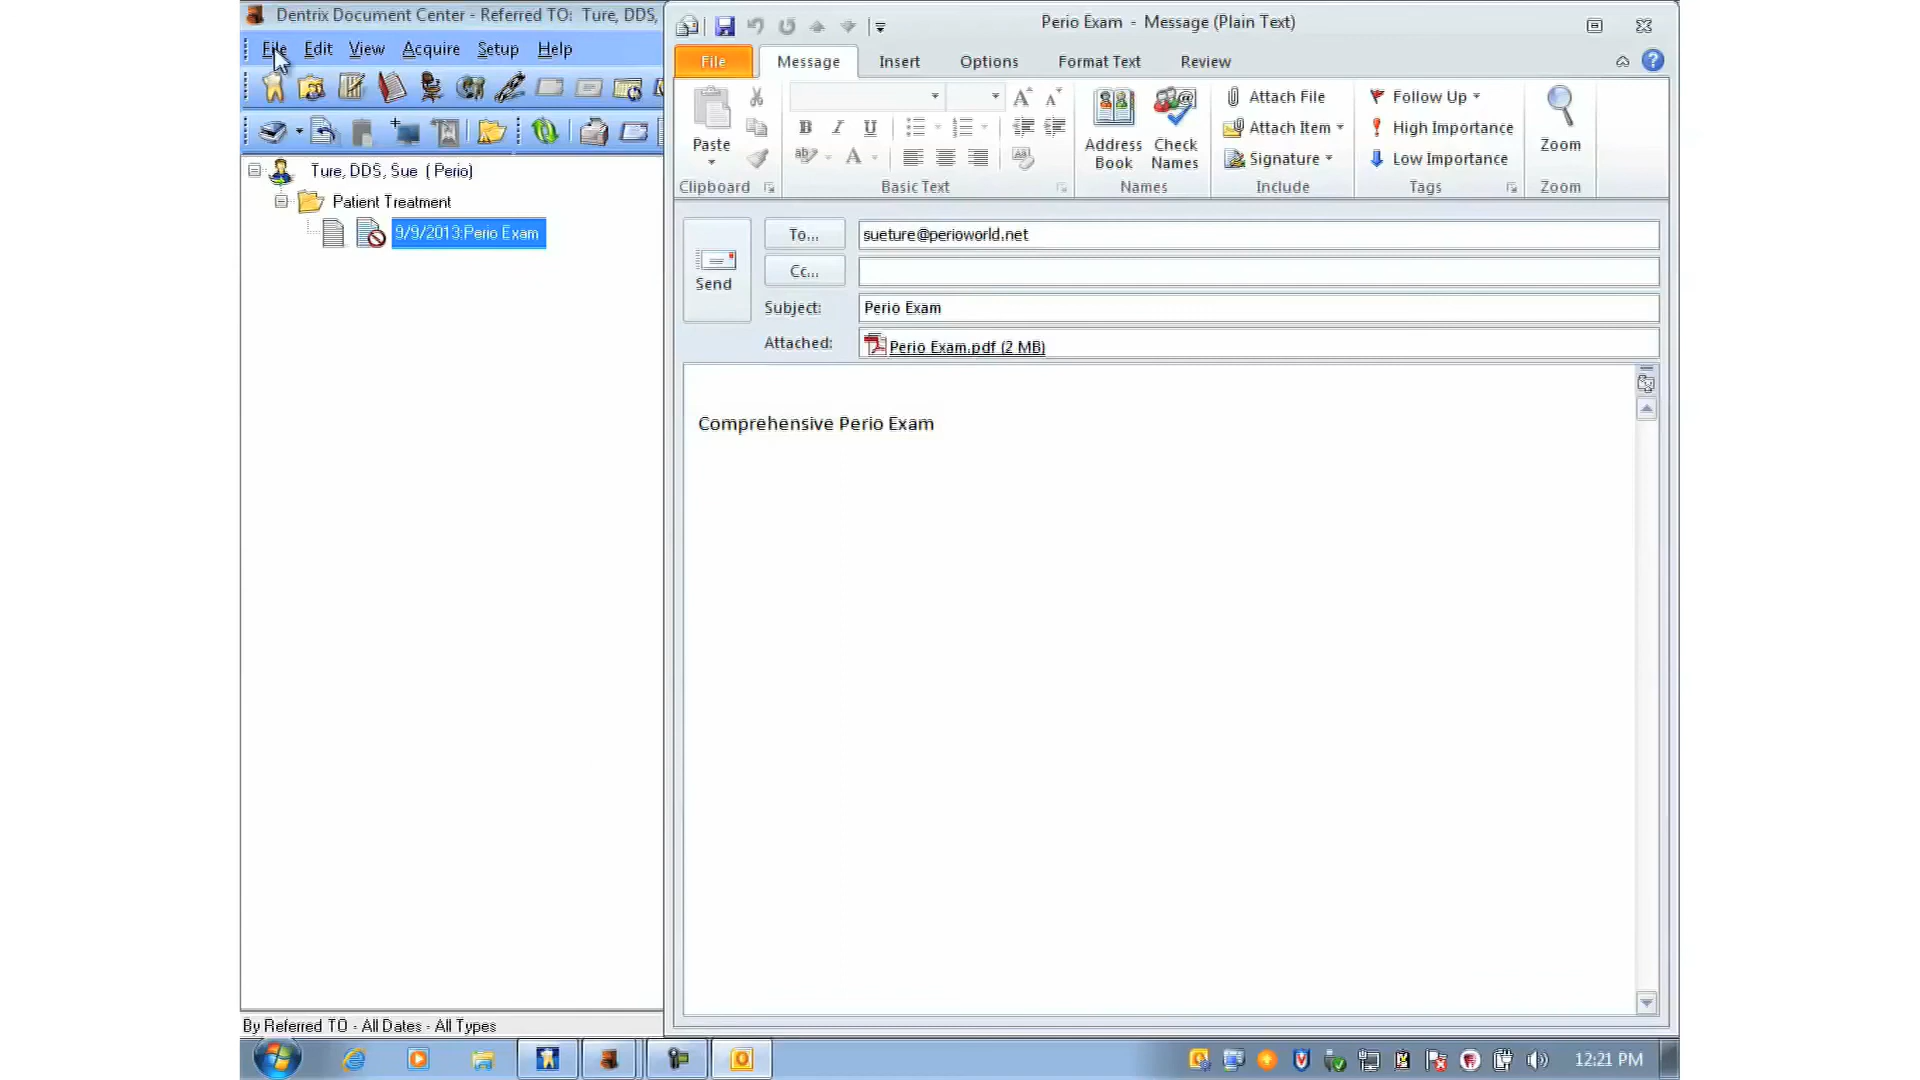 Dentrix Document Center - Referred TO: Ture, DDS,
File Edit View Acquire Setup Help
Ture, DDS, Sue ( Perio)
Patient Treatment
9/9/2013:Perio Exam
By Referred TO - All Dates - All Types
Perio Exam - Message (Plain Text)
File Message Insert Options Format Text Review
Paste
Clipboard
B I U
Basic Text
Address Book
Check Names
Names
Attach File
Attach Item
Signature
Include
Follow Up
High Importance
Low Importance
Tags
Zoom
Zoom
Send
To... sueture@perioworld.net
Cc...
Subject: Perio Exam
Attached: Perio Exam.pdf (2 MB)
Comprehensive Perio Exam
12:21 PM